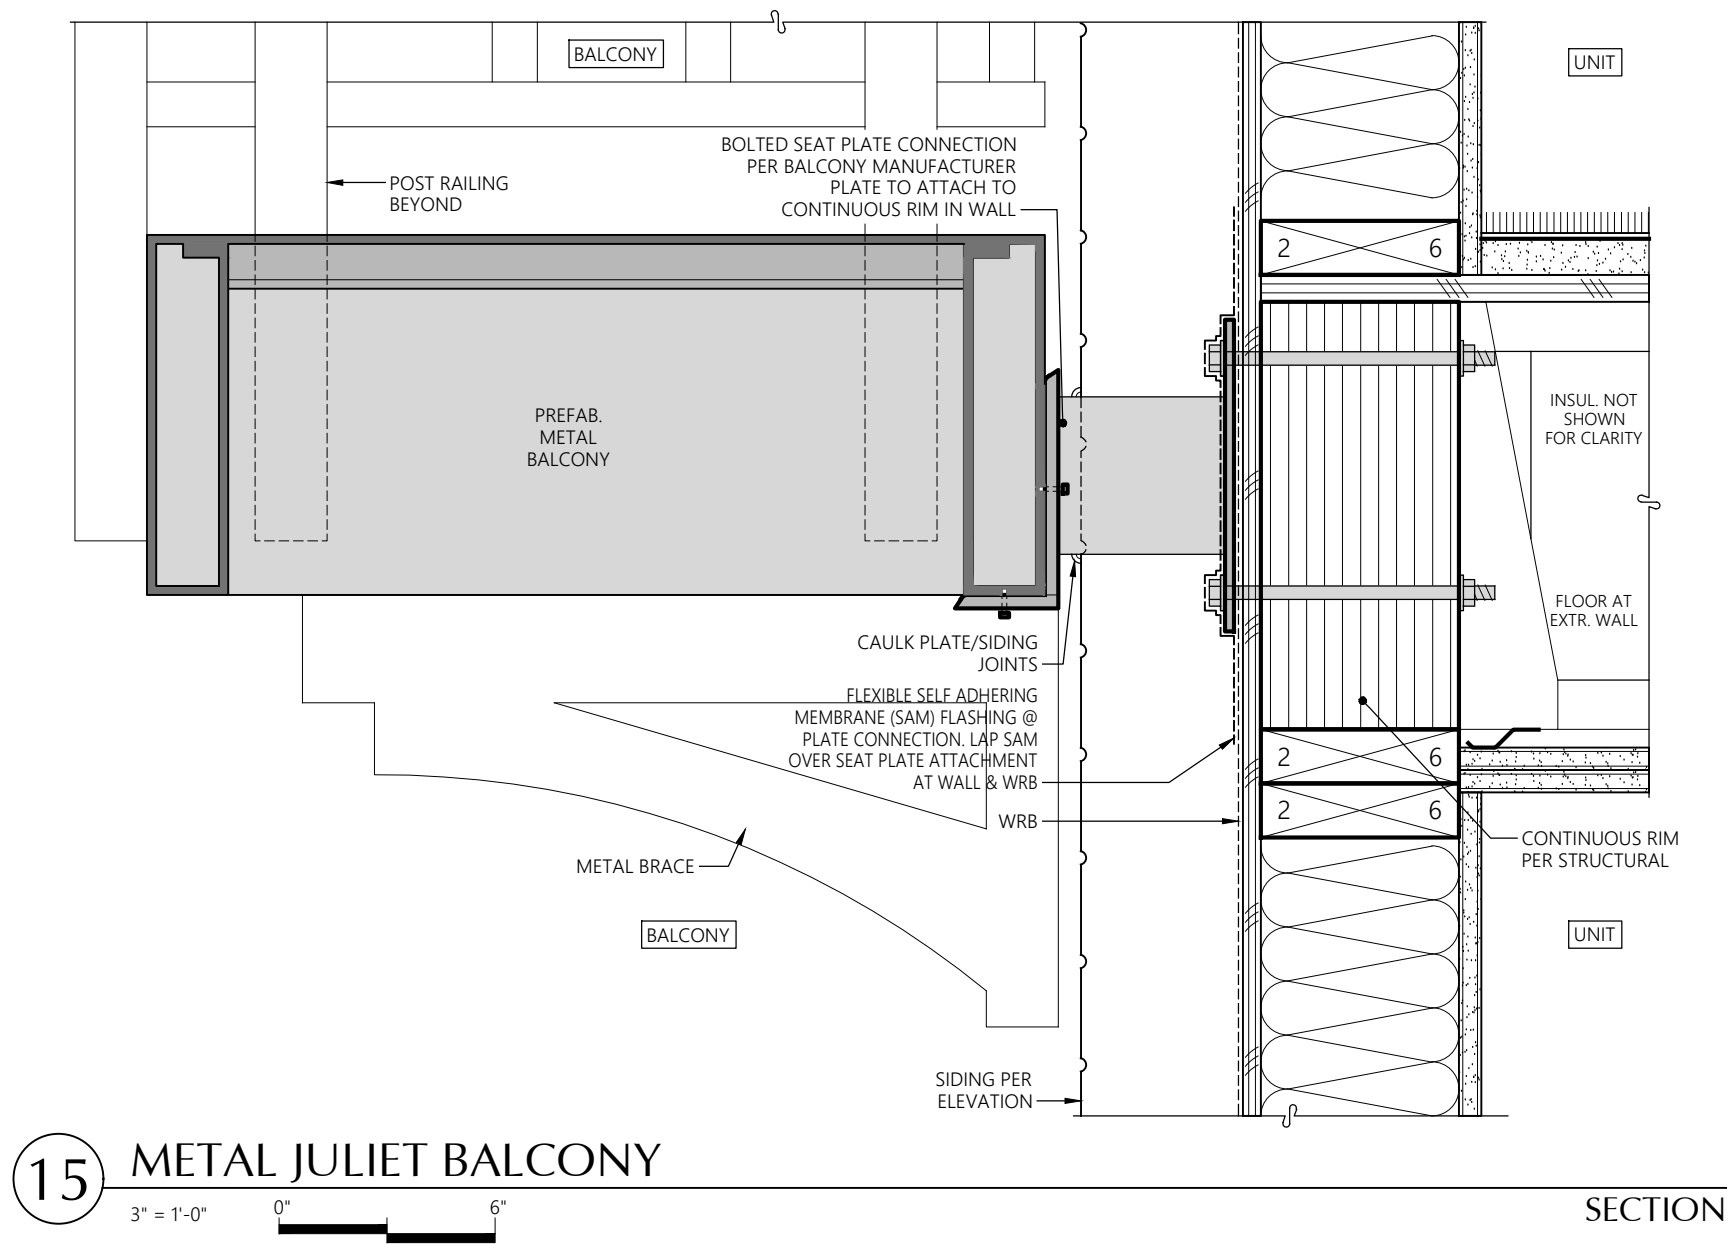 BALCONY
UNIT
BOLTED SEAT PLATE CONNECTION
PER BALCONY MANUFACTURER
PLATE TO ATTACH TO
CONTINUOUS RIM IN WALL
POST RAILING
BEYOND
2 6
PREFAB.
METAL
BALCONY
INSUL. NOT
SHOWN
FOR CLARITY
FLOOR AT
EXTR. WALL
CAULK PLATE/SIDING
JOINTS
FLEXIBLE SELF ADHERING
MEMBRANE (SAM) FLASHING @
PLATE CONNECTION. LAP SAM
OVER SEAT PLATE ATTACHMENT
AT WALL & WRB
2 6
2 6
WRB
CONTINUOUS RIM
PER STRUCTURAL
METAL BRACE
BALCONY
UNIT
SIDING PER
ELEVATION
15 METAL JULIET BALCONY
3" = 1'-0" 0" 6"
SECTION